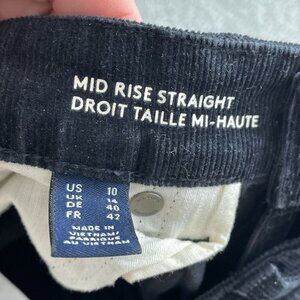 MID RISE STRAIGHT
DROIT TAILLE MI-HAUTE
US 10
UK 14
DE 40
FR 42
MADE IN
VIETNAM/
FABRIQUE
AU VIETNAM